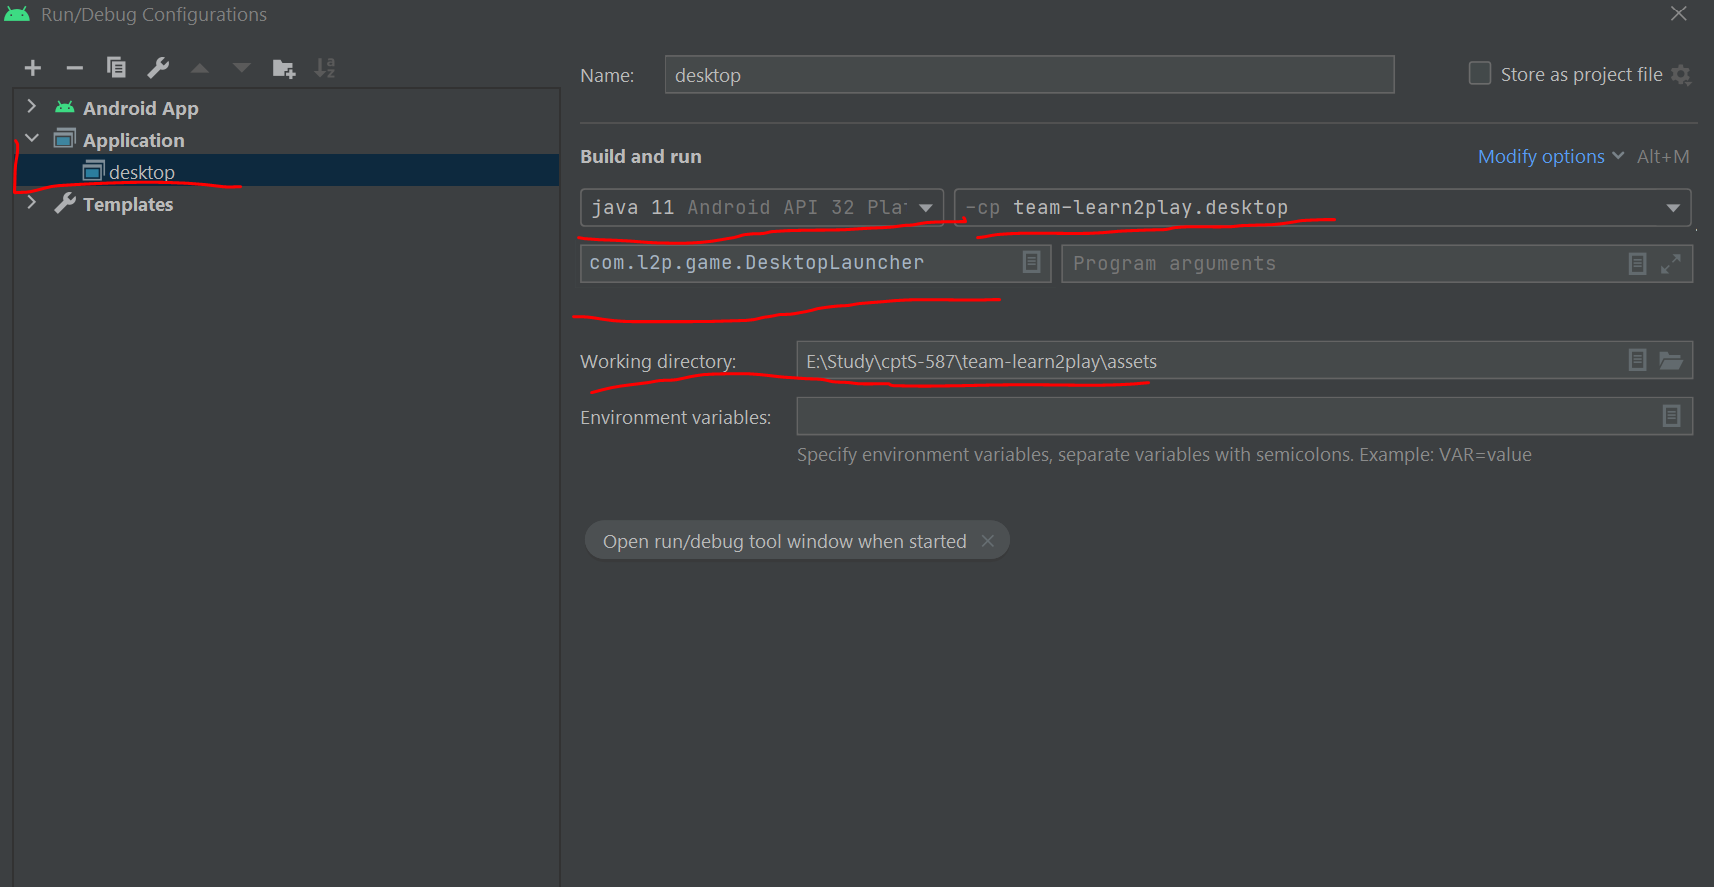 Run/Debug Configurations
Android App
Application
desktop
Templates
Name: desktop
Store as project file
Build and run
Modify options Alt+M
java 11 Android API 32 Pla
-cp team-learn2play.desktop
com.l2p.game.DesktopLauncher
Program arguments
Working directory: E:\Study\cptS-587\team-learn2play\assets
Environment variables:
Specify environment variables, separate variables with semicolons. Example: VAR=value
Open run/debug tool window when started